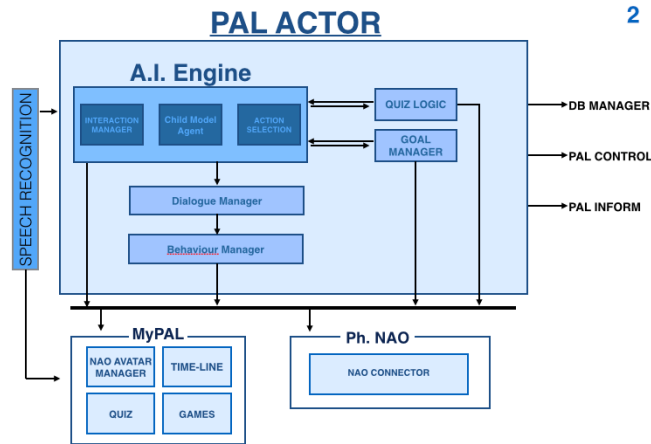 PAL ACTOR
2
A.I. Engine
SPEECH RECOGNITION
INTERACTION
MANAGER
Child Model
Agent
ACTION
SELECTION
QUIZ LOGIC
GOAL
MANAGER
DB MANAGER
PAL CONTROL
PAL INFORM
Dialogue Manager
Behaviour Manager
MyPAL
NAO AVATAR
MANAGER
TIME-LINE
QUIZ
GAMES
Ph. NAO
NAO CONNECTOR